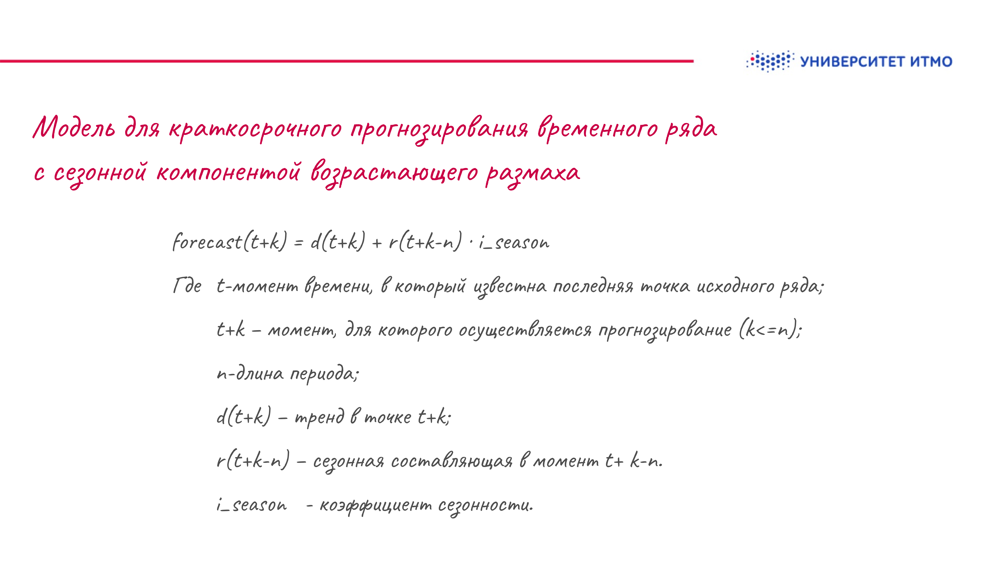 УНИВЕРСИТЕТ ИТМО
Модель для краткосрочного прогнозирования временного ряда
с сезонной компонентой возрастающего размаха
forecast(t+k) = d(t+k) + r(t+k-n) · i_season
Где t-момент времени, в который известна последняя точка исходного ряда;
t+k – момент, для которого осуществляется прогнозирование (k<=n);
n-длина периода;
d(t+k) – тренд в точке t+k;
r(t+k-n) – сезонная составляющая в момент t+ k-n.
i_season - коэффициент сезонности.